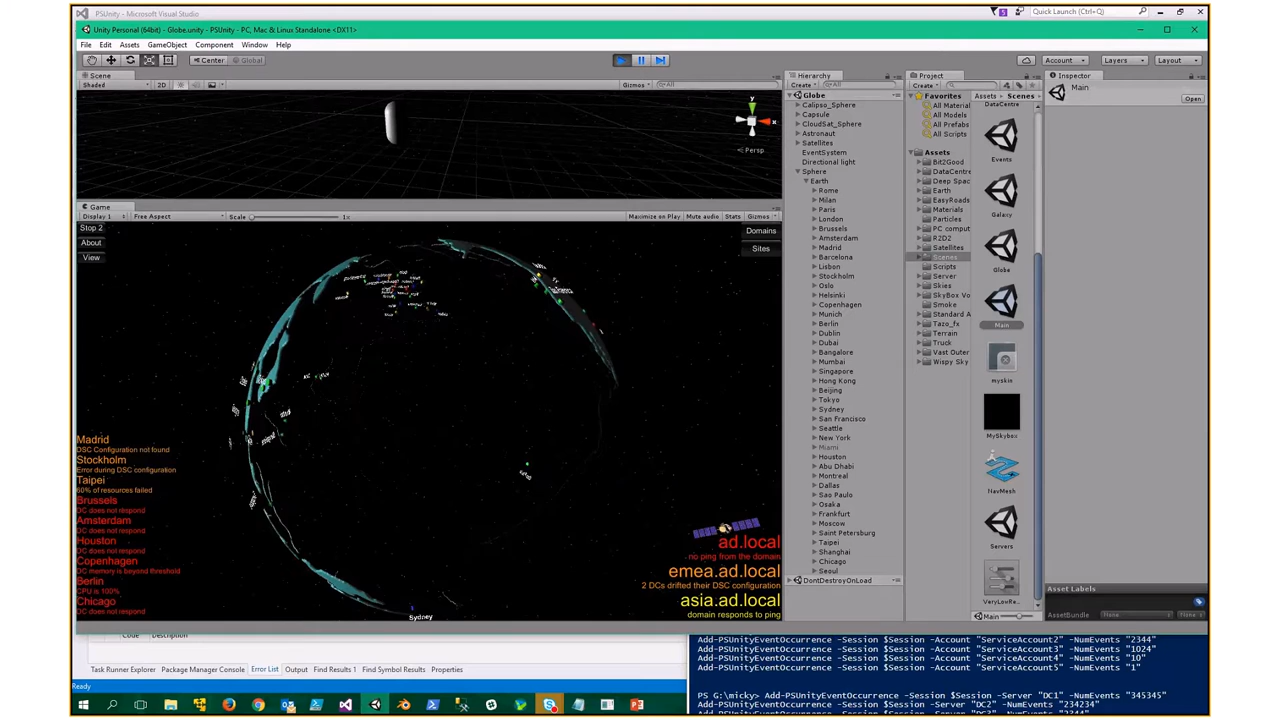 PSUnity - Microsoft Visual Studio
5
Quick Launch (Ctrl+Q)
Unity Personal (64bit) - Globe.unity - PSUnity - PC, Mac & Linux Standalone <DX11>
File Edit Assets GameObject Component Window Help
Center Global
Account Layers Layout
Scene
Shaded 2D Gizmos All
y
x
Persp
Game
Display 1 Free Aspect Scale 1x Maximize on Play Mute audio Stats Gizmos
Stop 2
About
View
Domains
Sites
Madrid
DSC Configuration not found
Stockholm
Error during DSC configuration
Taipei
60% of resources failed
Brussels
DC does not respond
Amsterdam
DC does not respond
Houston
DC does not respond
Copenhagen
DC memory is beyond threshold
Berlin
CPU is 100%
Chicago
DC does not respond
Sydney
ad.local
no ping from the domain
emea.ad.local
2 DCs drifted their DSC configuration
asia.ad.local
domain responds to ping
Hierarchy
Create All
Globe
Calipso_Sphere
Capsule
CloudSat_Sphere
Astronaut
Satellites
EventSystem
Directional light
Sphere
Earth
Rome
Milan
Paris
London
Brussels
Amsterdam
Madrid
Barcelona
Lisbon
Stockholm
Oslo
Helsinki
Copenhagen
Munich
Berlin
Dublin
Dubai
Bangalore
Mumbai
Singapore
Hong Kong
Beijing
Tokyo
Sydney
San Francisco
Seattle
New York
Miami
Houston
Abu Dhabi
Montreal
Dallas
Sao Paulo
Osaka
Frankfurt
Moscow
Saint Petersburg
Taipei
Shanghai
Chicago
Seoul
DontDestroyOnLoad
Project
Create
Favorites
All Material
All Models
All Prefabs
All Scripts
Assets
Bit2Good
DataCentre
Deep Spac
Earth
EasyRoads
Materials
Particles
PC comput
R2D2
Satellites
Scenes
Scripts
Server
Skies
SkyBox Vo
Smoke
Standard A
Tazo_fx
Terrain
Truck
Vast Outer
Wispy Sky
Assets Scenes
DataCentre
Events
Galaxy
Globe
Main
myskin
MySkybox
NavMesh
Servers
VeryLowRe...
Main
Inspector
Main
Open
Asset Labels
AssetBundle None None
Code Description
Task Runner Explorer Package Manager Console Error List Output Find Results 1 Find Symbol Results Properties
Ready
Add-PSUnityEventOccurrence -Session $Session -Account "ServiceAccount2" -NumEvents "2344"
Add-PSUnityEventOccurrence -Session $Session -Account "ServiceAccount3" -NumEvents "1024"
Add-PSUnityEventOccurrence -Session $Session -Account "ServiceAccount4" -NumEvents "10"
Add-PSUnityEventOccurrence -Session $Session -Account "ServiceAccount5" -NumEvents "1"
PS G:\micky> Add-PSUnityEventOccurrence -Session $Session -Server "DC1" -NumEvents "345345"
Add-PSUnityEventOccurrence -Session $Session -Server "DC2" -NumEvents "234234"